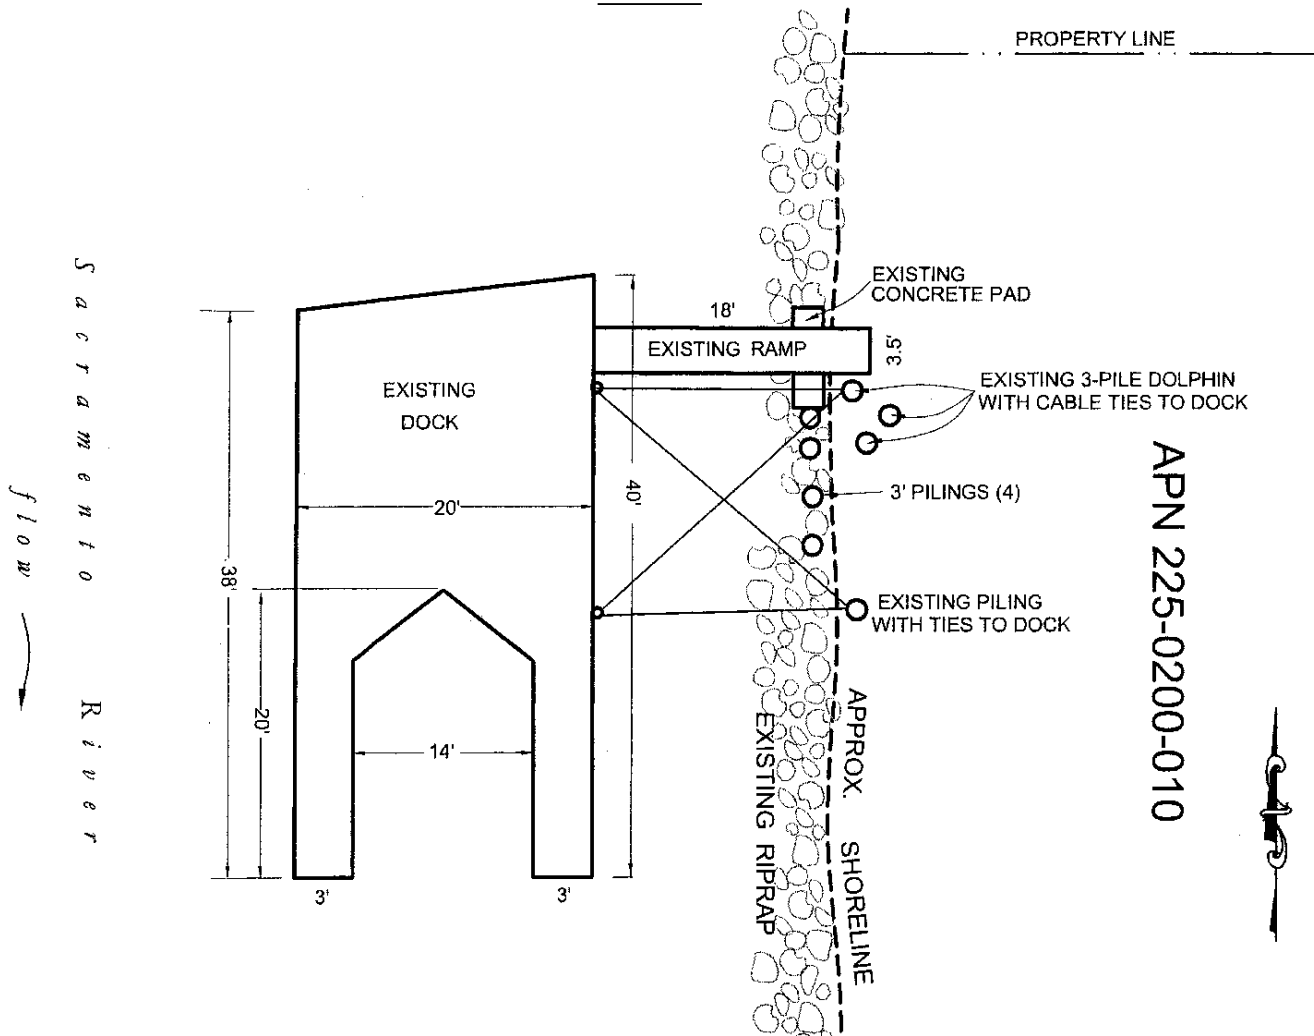 PROPERTY LINE
EXISTING
CONCRETE PAD
18'
EXISTING RAMP
3.5'
EXISTING
DOCK
EXISTING 3-PILE DOLPHIN
WITH CABLE TIES TO DOCK
40'
20'
3' PILINGS (4)
38'
EXISTING PILING
WITH TIES TO DOCK
20'
14'
3'
3'
APPROX. SHORELINE
EXISTING RIPRAP
APN 225-0200-010
Sacramento River
flow